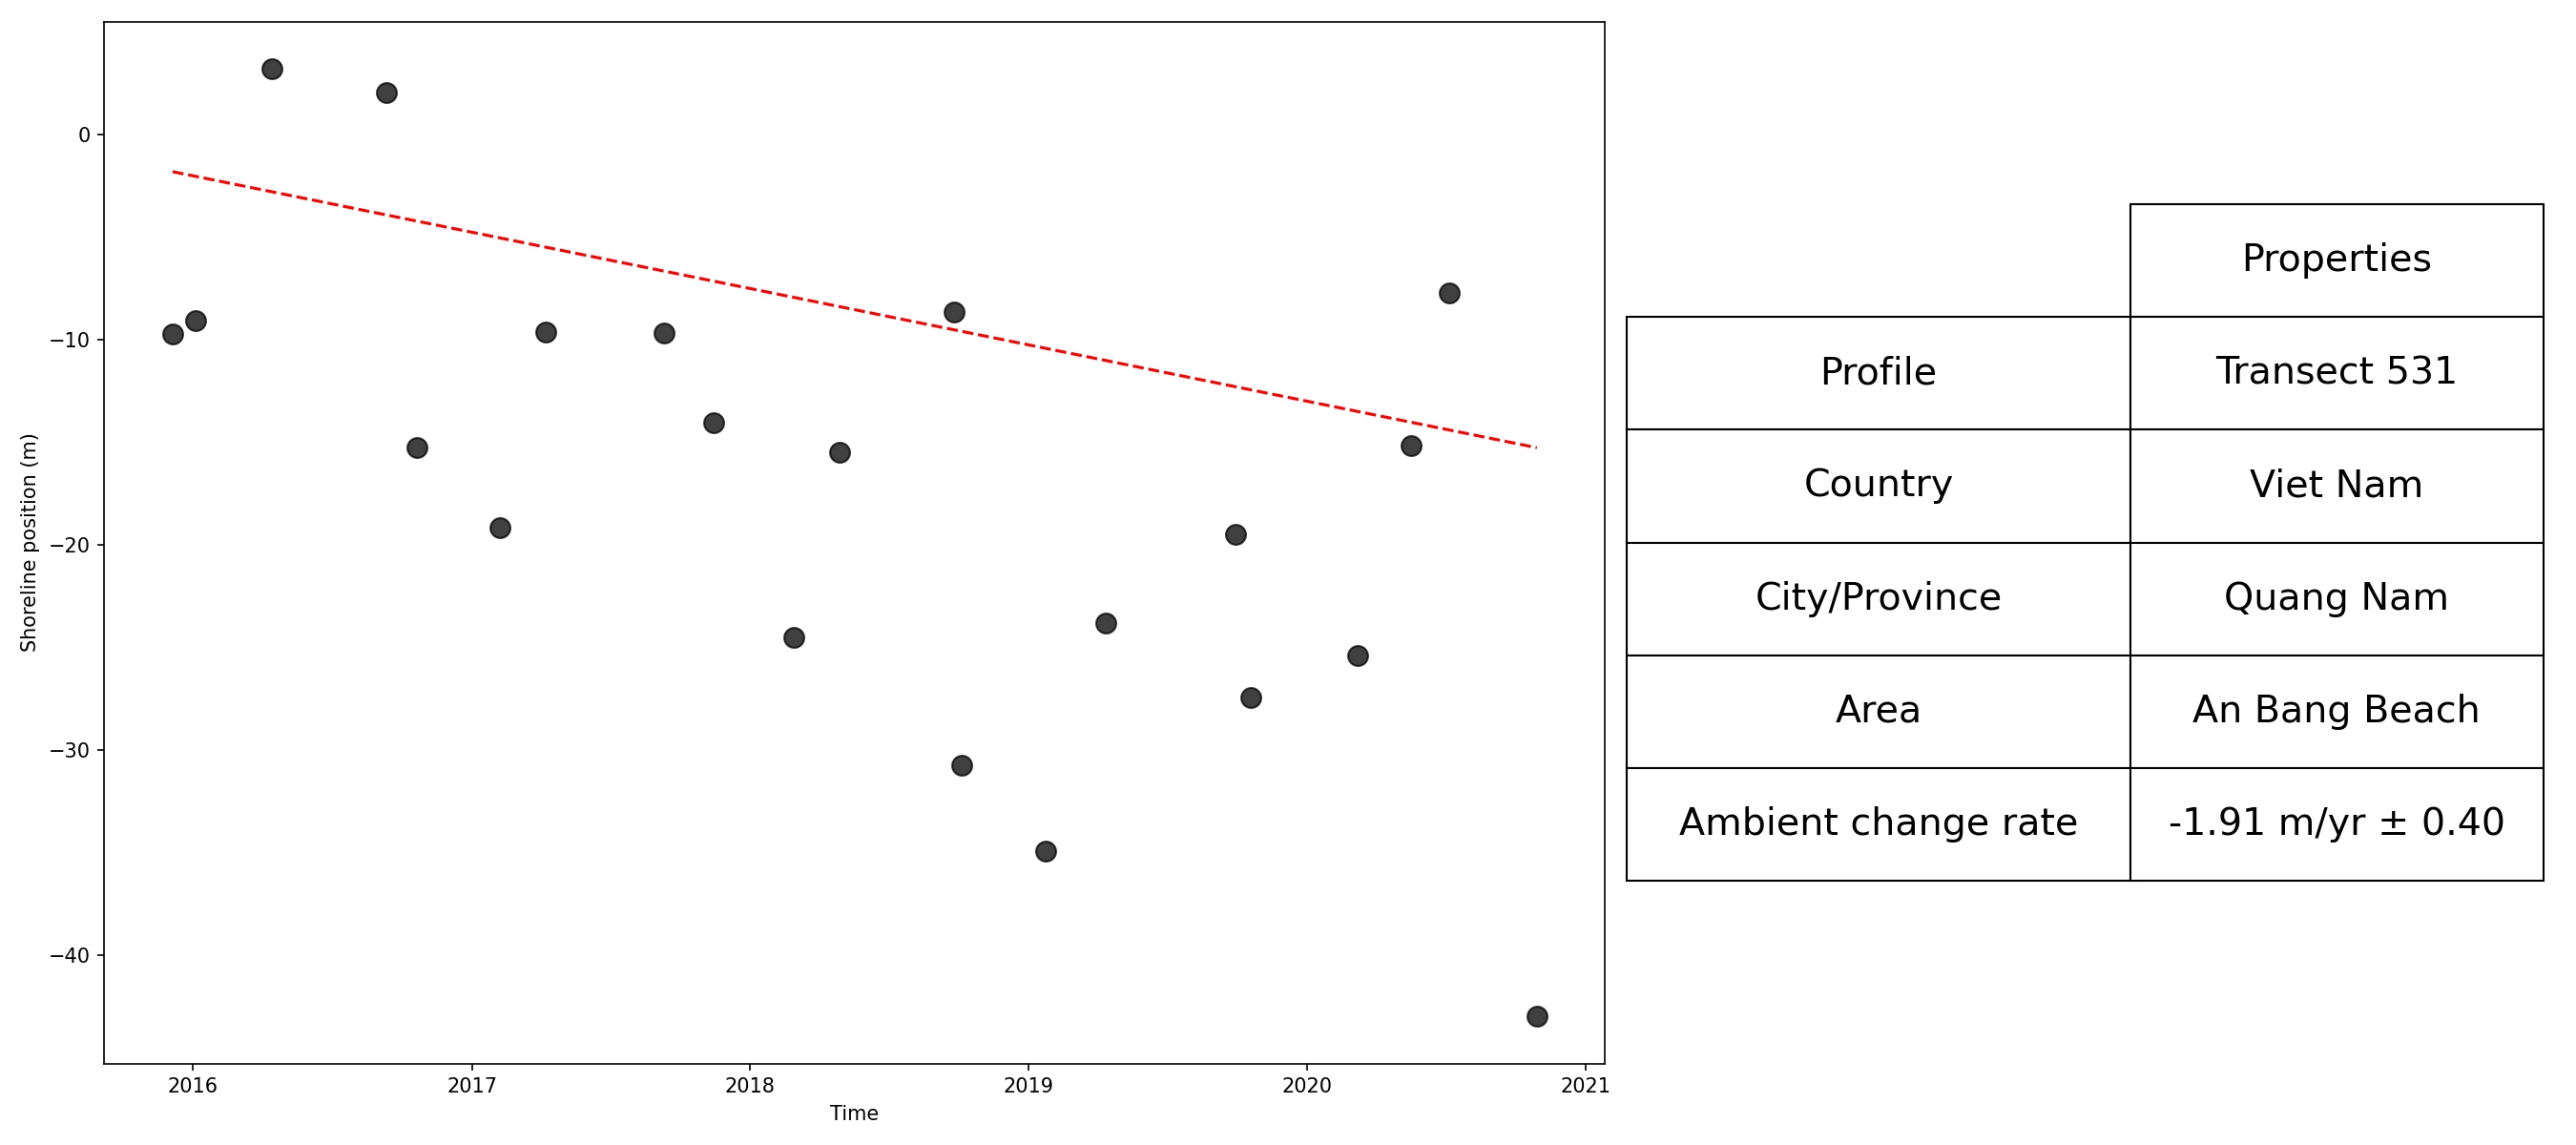 0
−10
−20
−30
−40
Shoreline position (m)
2016 2017 2018 2019 2020 2021
Time
Properties
Profile Transect 531
Country Viet Nam
City/Province Quang Nam
Area An Bang Beach
Ambient change rate -1.91 m/yr ± 0.40